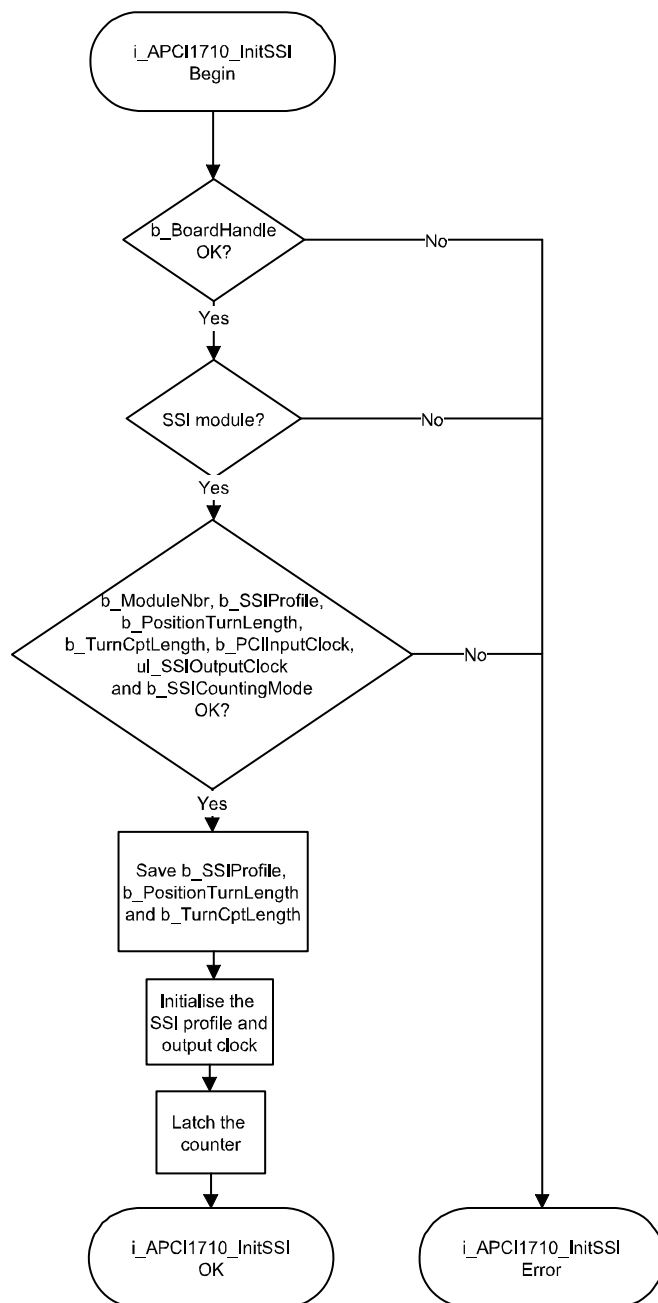 i_APCI1710_InitSSI
Begin
b_BoardHandle
OK?
No
Yes
SSI module?
No
Yes
b_ModuleNbr, b_SSIProfile,
b_PositionTurnLength,
b_TurnCptLength, b_PCIInputClock,
ul_SSIOutputClock
and b_SSICountingMode
OK?
No
Yes
Save b_SSIProfile,
b_PositionTurnLength
and b_TurnCptLength
Initialise the
SSI profile and
output clock
Latch the
counter
i_APCI1710_InitSSI
OK
i_APCI1710_InitSSI
Error